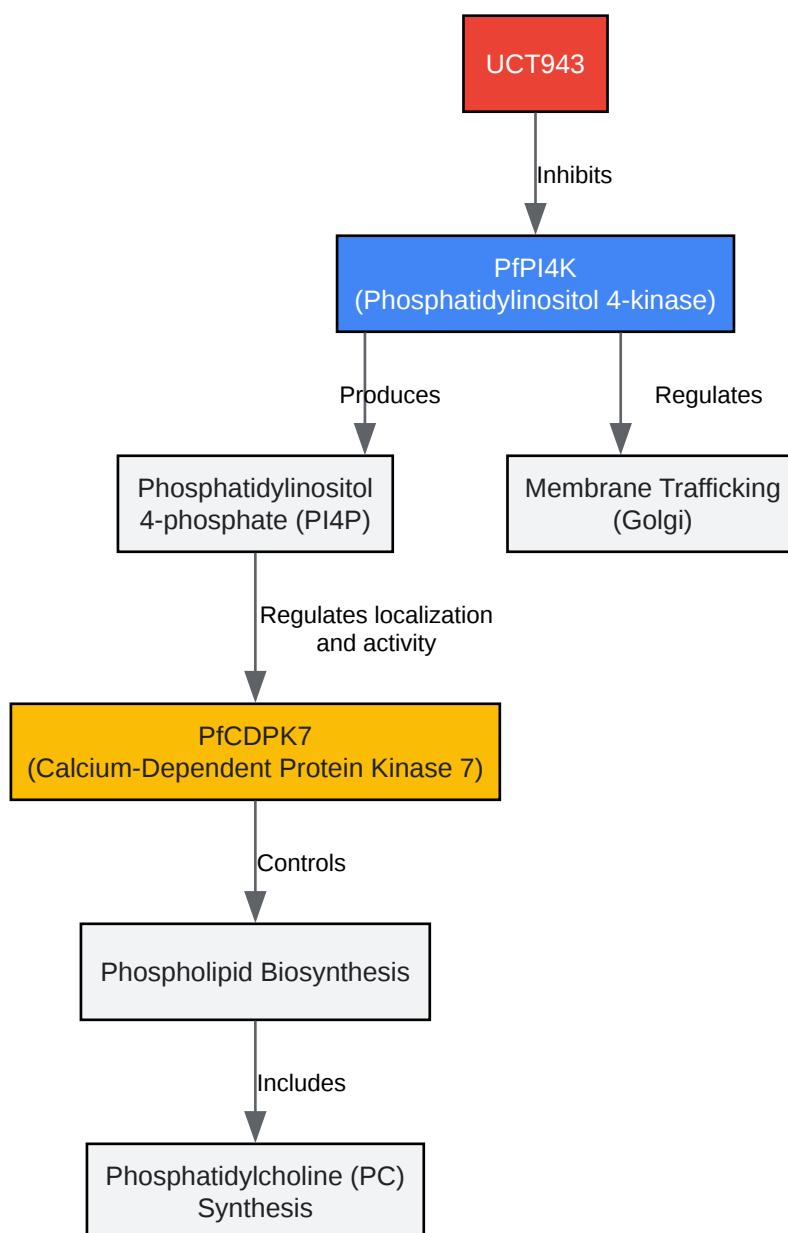 UCT943
Inhibits
PfPI4K
(Phosphatidylinositol 4-kinase)
Produces
Regulates
Phosphatidylinositol
4-phosphate (PI4P)
Membrane Trafficking
(Golgi)
Regulates localization
and activity
PfCDPK7
(Calcium-Dependent Protein Kinase 7)
Controls
Phospholipid Biosynthesis
Includes
Phosphatidylcholine (PC)
Synthesis